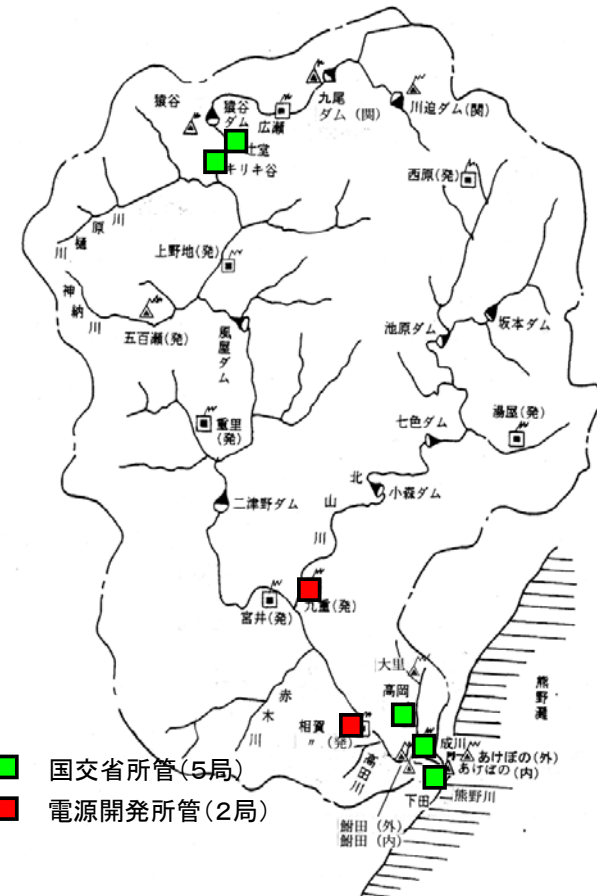 猿谷
猿谷
ダム
広瀬
九尾
ダム(関)
川迫ダム(関)
辻堂
キリキ谷
西原(発)
川
原
樋
川
上野地(発)
神
納
川
五百瀬(発)
風
屋
ダ
ム
池原ダム
坂本ダム
重里
(発)
七色ダム
湯屋(発)
二津野ダム
北
山
川
小森ダム
宮井(発)
九重(発)
大里
高岡
熊
野
灘
赤
木
川
相賀
〃(発)
高
田
川
成川
あけぼの(外)
あけぼの(内)
下田
熊野川
鮒田(外)
鮒田(内)
国交省所管(5局)
電源開発所管(2局)